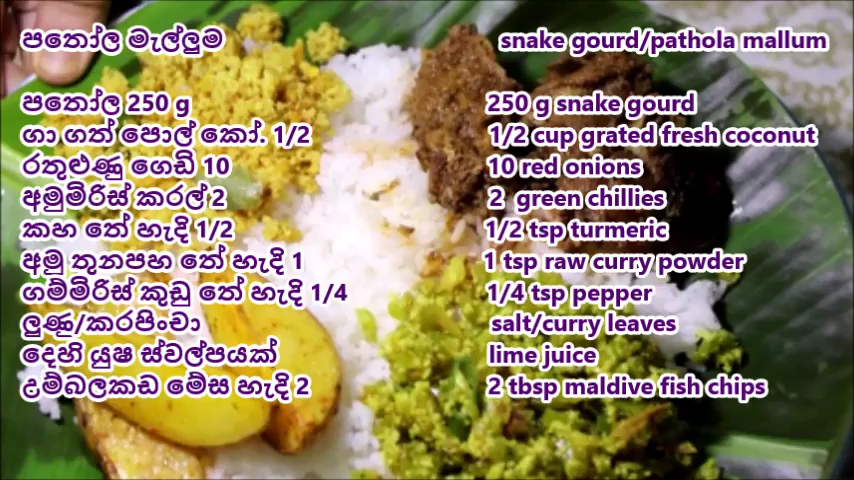 පතෝල මැල්ලුම
පතෝල 250 g
ගා ගත් පොල් කෝ. 1/2
රතුළුණු ගෙඩි 10
අමුමිරිස් කරල් 2
කහ තේ හැදි 1/2
අමු තුනපහ තේ හැදි 1
ගම්මිරිස් කුඩු තේ හැදි 1/4
ලුණු/කරපිංචා
දෙහි යුෂ ස්වල්පයක්
උම්බලකඩ මේස හැදි 2
snake gourd/pathola mallum
250 g snake gourd
1/2 cup grated fresh coconut
10 red onions
2 green chillies
1/2 tsp turmeric
1 tsp raw curry powder
1/4 tsp pepper
salt/curry leaves
lime juice
2 tbsp maldive fish chips